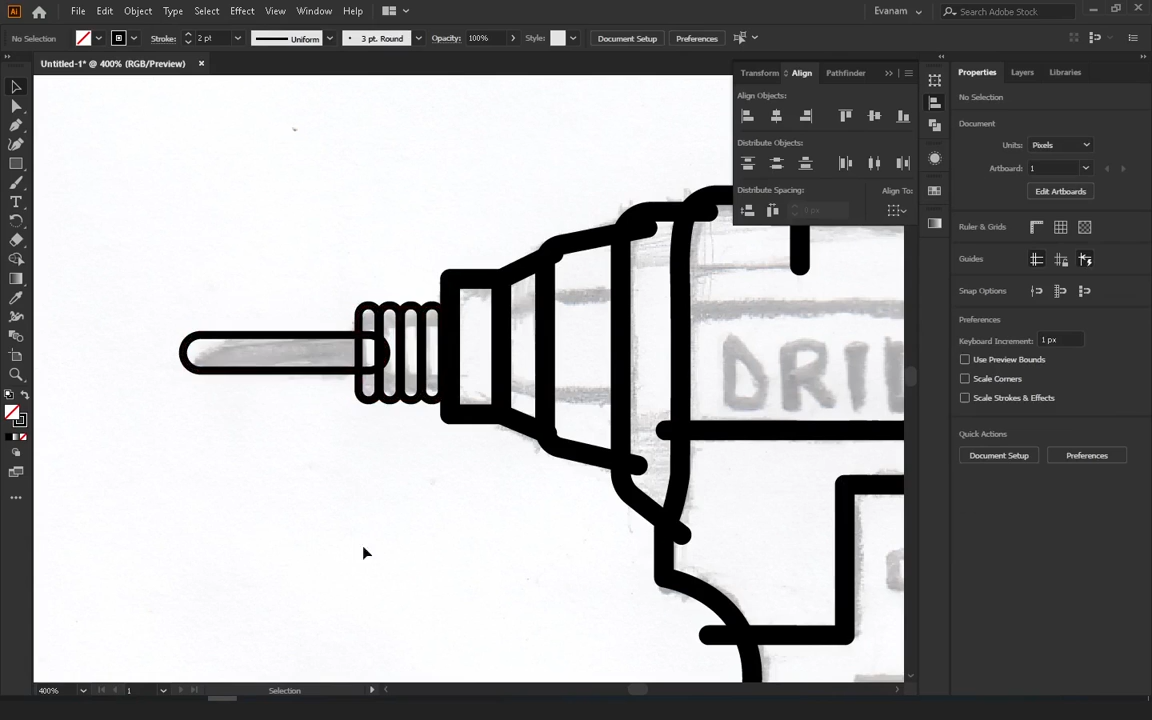 Ai File Edit Object Type Select Effect View Window Help Evanam Search Adobe Stock
No Selection Stroke: 2 pt Uniform 3 pt. Round Opacity: 100% Style: Document Setup Preferences
Untitled-1* @ 400% (RGB/Preview)
Transform Align Pathfinder
Align Objects:
Distribute Objects:
Distribute Spacing: Align To:
0 px
Properties Layers Libraries
No Selection
Document
Units: Pixels
Artboard: 1
Edit Artboards
Ruler & Grids
Guides
Snap Options
Preferences
Keyboard Increment: 1 px
Use Preview Bounds
Scale Corners
Scale Strokes & Effects
Quick Actions
Document Setup Preferences
DRIL
400% 1 Selection